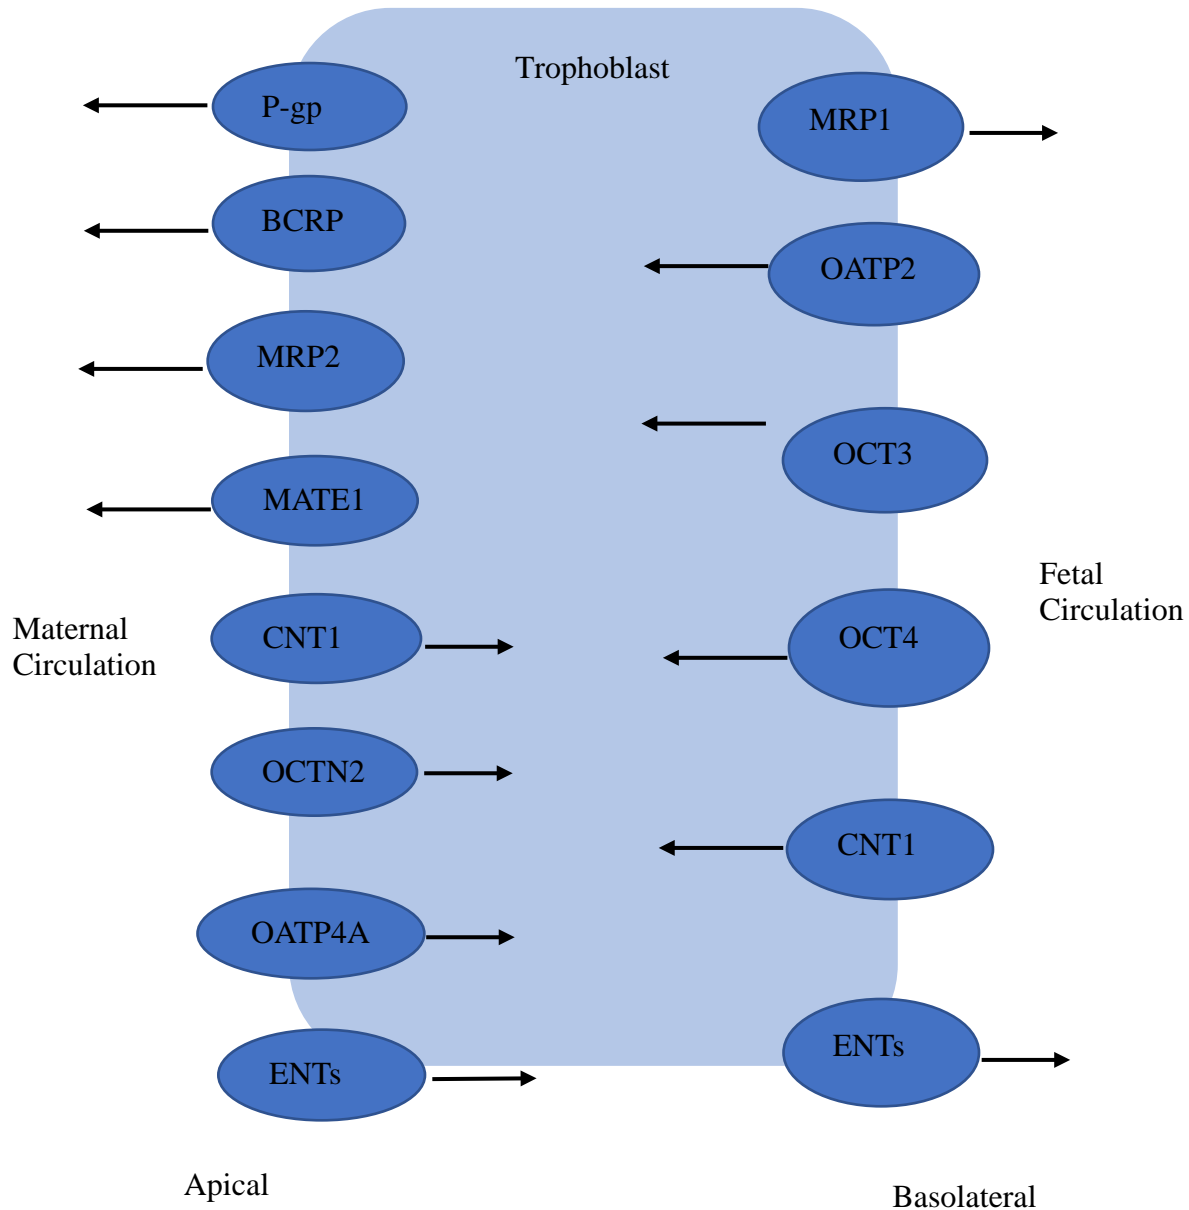 Trophoblast
P-gp
MRP1
BCRP
OATP2
MRP2
OCT3
MATE1
Fetal
Circulation
Maternal
Circulation
CNT1
OCT4
OCTN2
CNT1
OATP4A
ENTs
ENTs
Apical
Basolateral